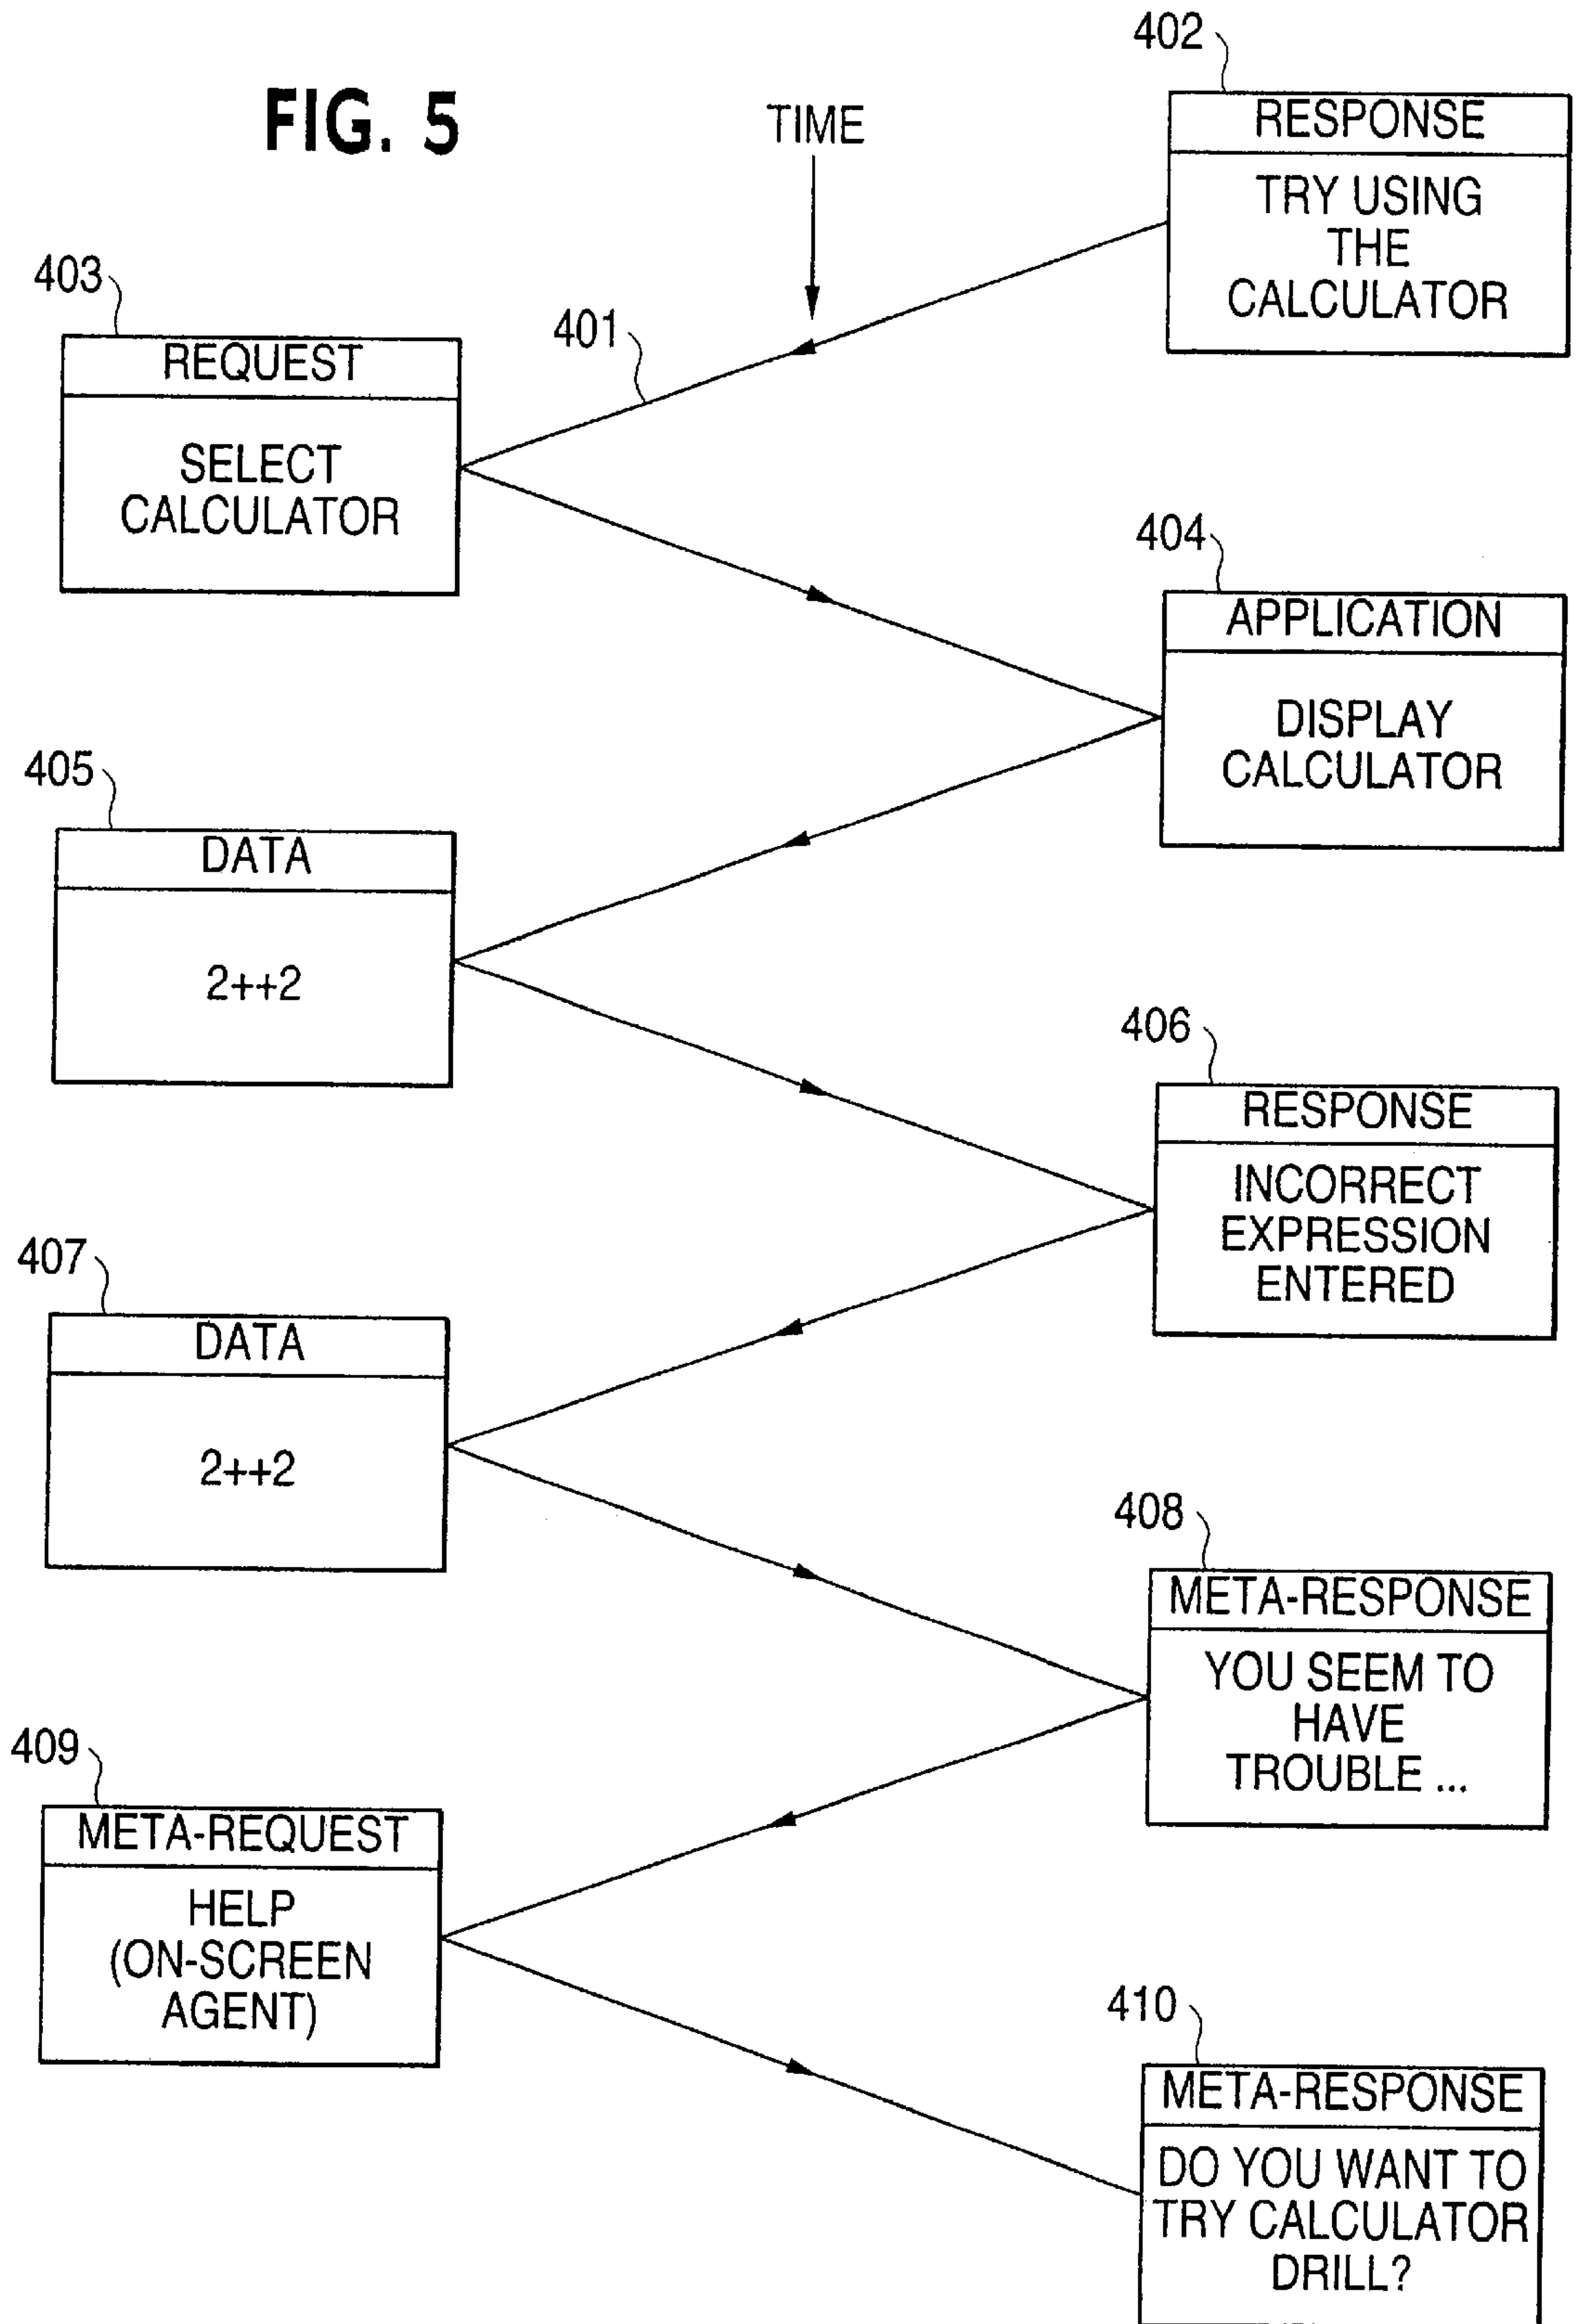 402
FIG. 5
TIME
RESPONSE
TRY USING
THE
CALCULATOR
403
401
REQUEST
SELECT
CALCULATOR
404
APPLICATION
DISPLAY
CALCULATOR
405
DATA
2++2
406
RESPONSE
INCORRECT
EXPRESSION
ENTERED
407
DATA
2++2
408
META-RESPONSE
YOU SEEM TO
HAVE
TROUBLE ...
409
META-REQUEST
HELP
(ON-SCREEN
AGENT)
410
META-RESPONSE
DO YOU WANT TO
TRY CALCULATOR
DRILL?